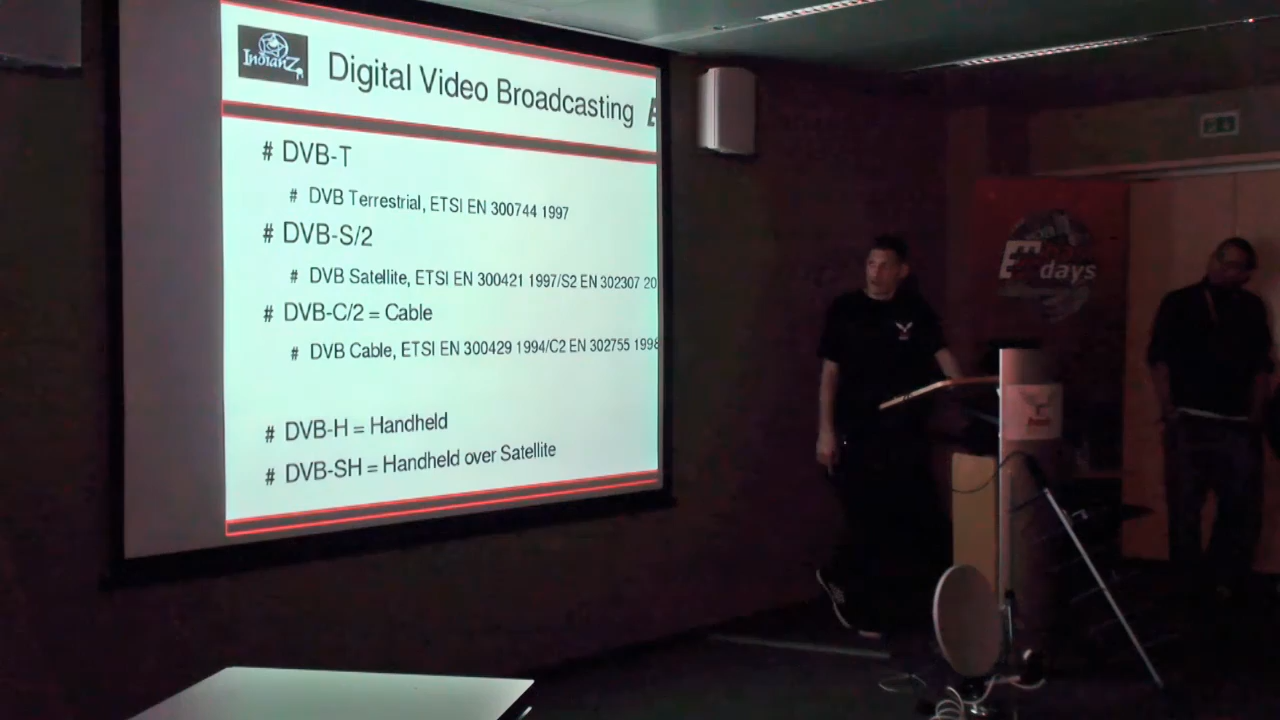 IndianZ
Digital Video Broadcasting
# DVB-T
# DVB Terrestrial, ETSI EN 300744 1997
# DVB-S/2
# DVB Satellite, ETSI EN 300421 1997/S2 EN 302307 20
# DVB-C/2 = Cable
# DVB Cable, ETSI EN 300429 1994/C2 EN 302755 1998
# DVB-H = Handheld
# DVB-SH = Handheld over Satellite
days